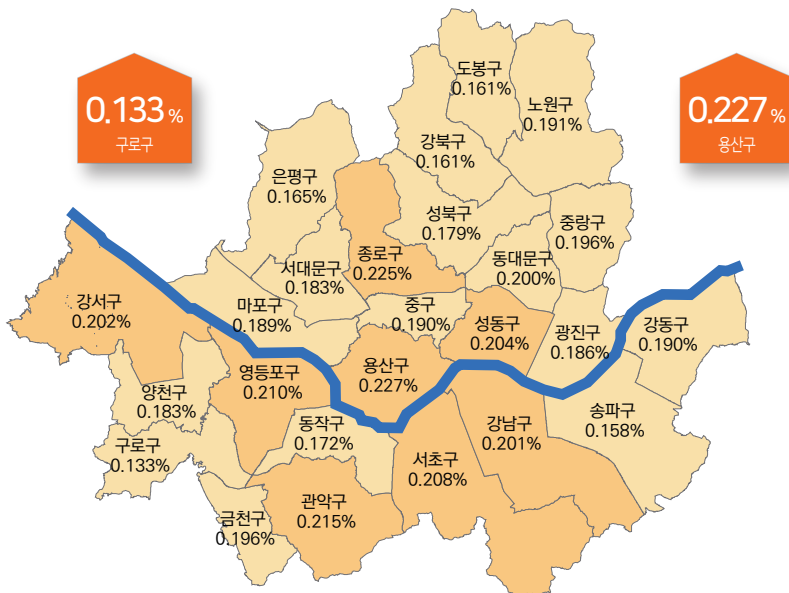 0.133 %
구로구
0.227 %
용산구
도봉구
0.161%
노원구
0.191%
강북구
0.161%
은평구
0.165%
성북구
0.179%
중랑구
0.196%
종로구
0.225%
동대문구
0.200%
서대문구
0.183%
마포구
0.189%
중구
0.190%
성동구
0.204%
광진구
0.186%
강동구
0.190%
강서구
0.202%
영등포구
0.210%
용산구
0.227%
양천구
0.183%
구로구
0.133%
동작구
0.172%
서초구
0.208%
강남구
0.201%
송파구
0.158%
관악구
0.215%
금천구
0.196%